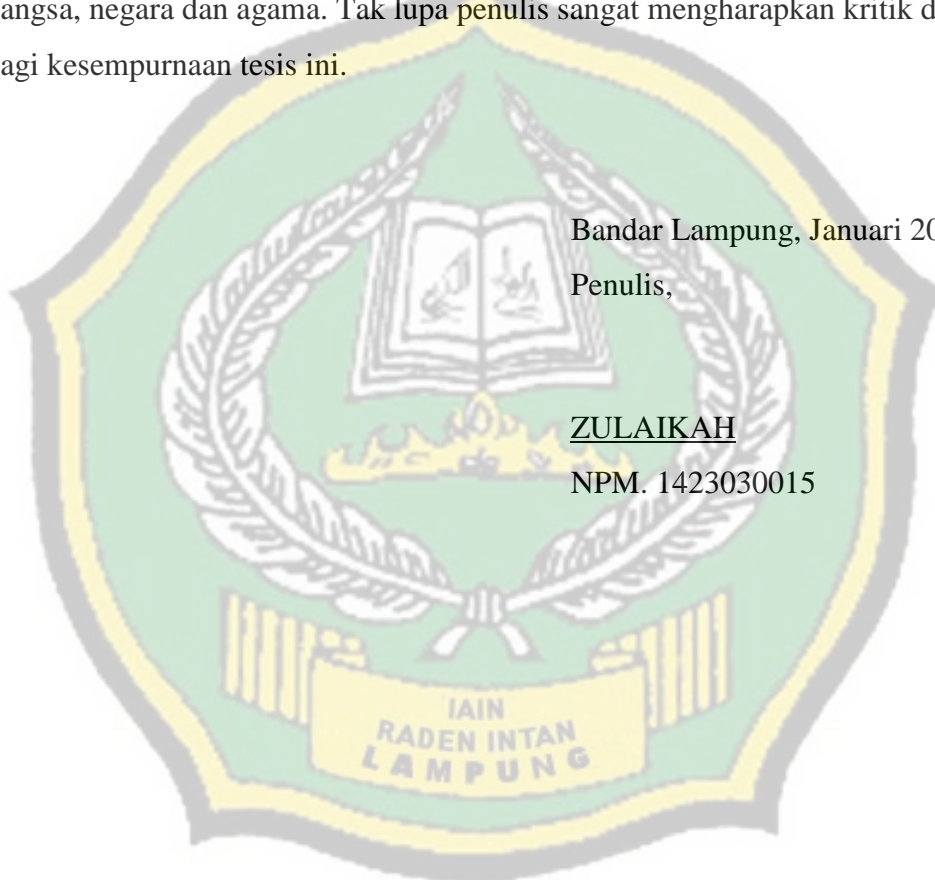 angsa, negara dan agama. Tak lupa penulis sangat mengharapkan kritik d
agi kesempurnaan tesis ini.
Bandar Lampung, Januari 20
Penulis,
ZULAIKAH
NPM. 1423030015
IAIN
RADEN INTAN
LAMPUNG